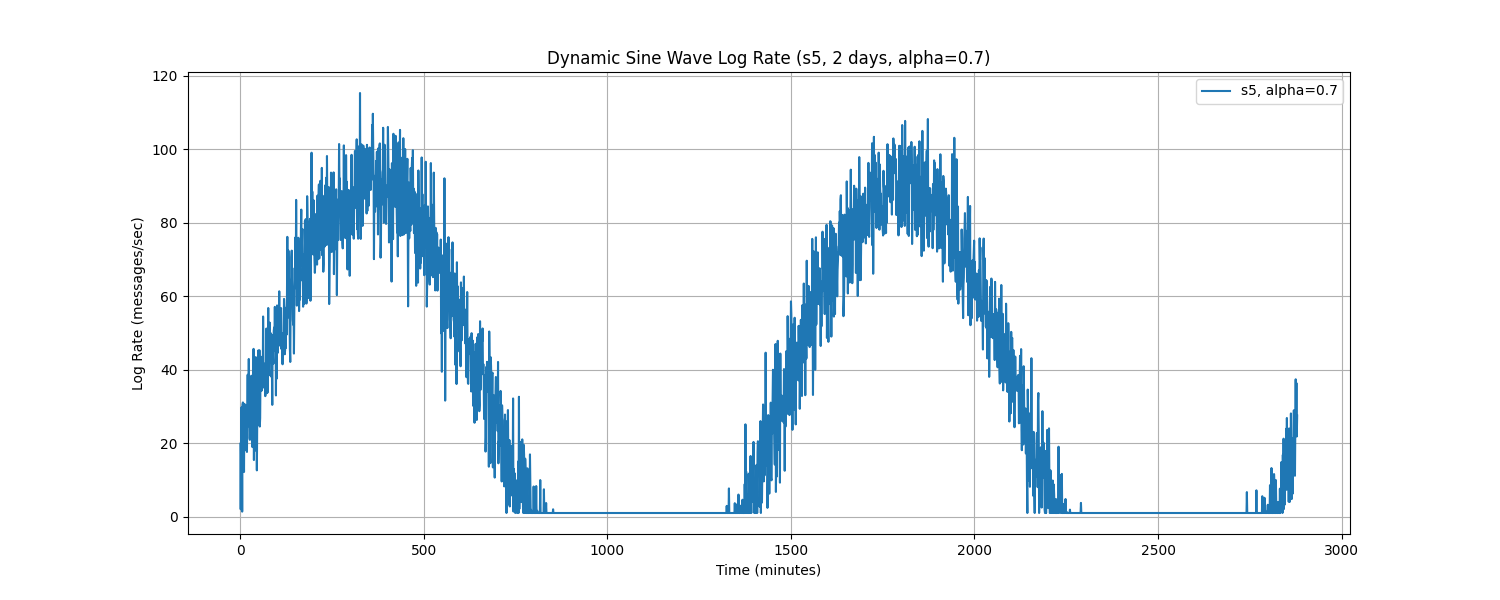 Dynamic Sine Wave Log Rate (s5, 2 days, alpha=0.7)
s5, alpha=0.7
Log Rate (messages/sec)
120
100
80
60
40
20
0
0 500 1000 1500 2000 2500 3000
Time (minutes)